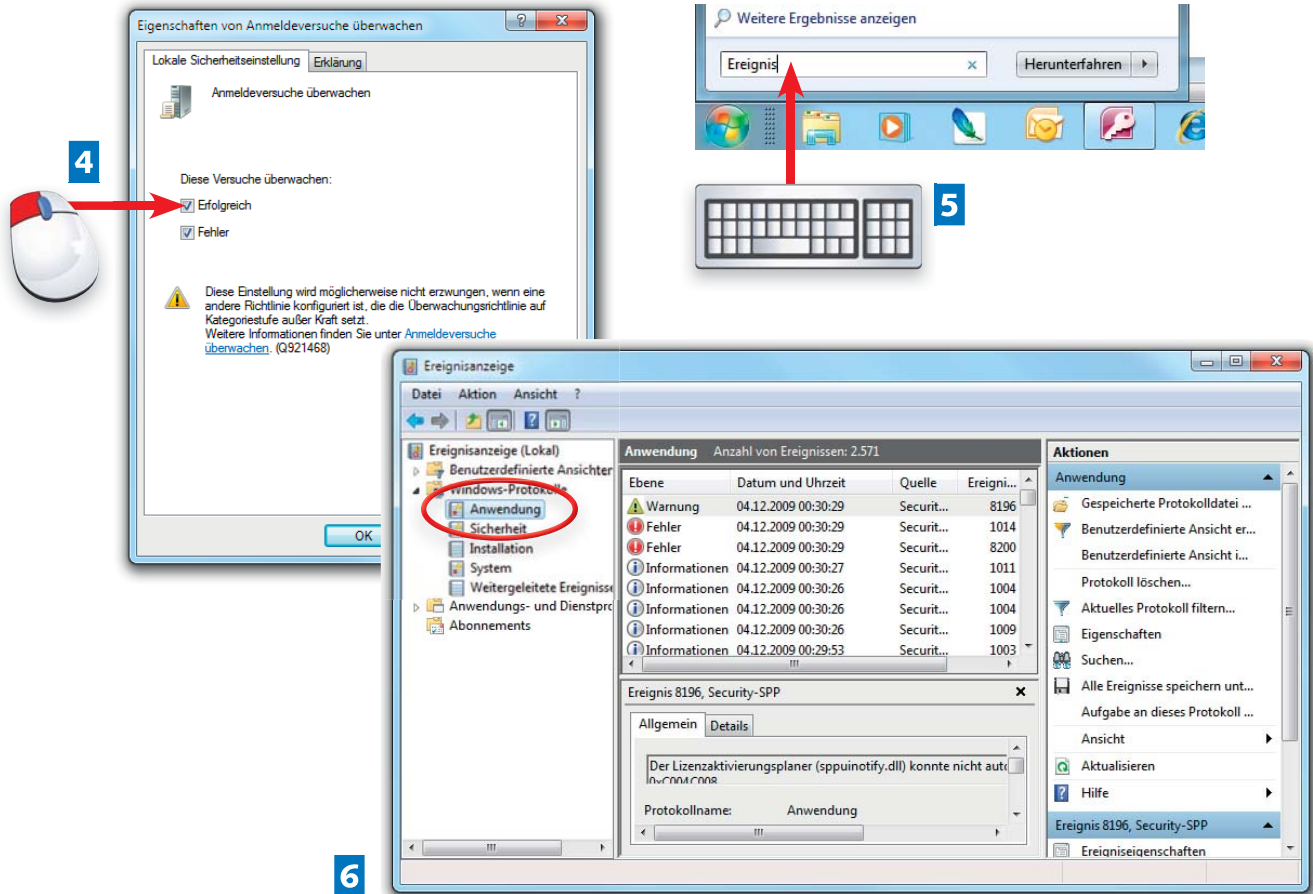 Eigenschaften von Anmeldeversuche überwachen
Lokale Sicherheitseinstellung
Erklärung
Anmeldeversuche überwachen
4
Diese Versuche überwachen:
Erfolgreich
Fehler
Diese Einstellung wird möglicherweise nicht erzwungen, wenn eine
andere Richtlinie konfiguriert ist, die die Überwachungsrichtlinie auf
Kategoriestufe außer Kraft setzt.
Weitere Informationen finden Sie unter Anmeldeversuche
überwachen. (Q921468)
OK
Weitere Ergebnisse anzeigen
Ereignis
Herunterfahren
5
6
Ereignisanzeige
Datei Aktion Ansicht ?
Ereignisanzeige (Lokal)
Benutzerdefinierte Ansichten
Windows-Protokolle
Anwendung
Sicherheit
Installation
System
Weitergeleitete Ereignisse
Anwendungs- und Dienstpro
Abonnements
Anwendung Anzahl von Ereignissen: 2.571
Ebene Datum und Uhrzeit Quelle Ereigni...
Warnung 04.12.2009 00:30:29 Securit... 8196
Fehler 04.12.2009 00:30:29 Securit... 1014
Fehler 04.12.2009 00:30:29 Securit... 8200
Informationen 04.12.2009 00:30:27 Securit... 1011
Informationen 04.12.2009 00:30:26 Securit... 1004
Informationen 04.12.2009 00:30:26 Securit... 1004
Informationen 04.12.2009 00:30:26 Securit... 1009
Informationen 04.12.2009 00:29:53 Securit... 1003
Ereignis 8196, Security-SPP
Allgemein Details
Der Lizenzaktivierungsplaner (sppuinotify.dll) konnte nicht auto
0xC004C008
Protokollname: Anwendung
Aktionen
Anwendung
Gespeicherte Protokolldatei ...
Benutzerdefinierte Ansicht er...
Benutzerdefinierte Ansicht i...
Protokoll löschen...
Aktuelles Protokoll filtern...
Eigenschaften
Suchen...
Alle Ereignisse speichern unt...
Aufgabe an dieses Protokoll ...
Ansicht
Aktualisieren
Hilfe
Ereignis 8196, Security-SPP
Ereigniseigenschaften